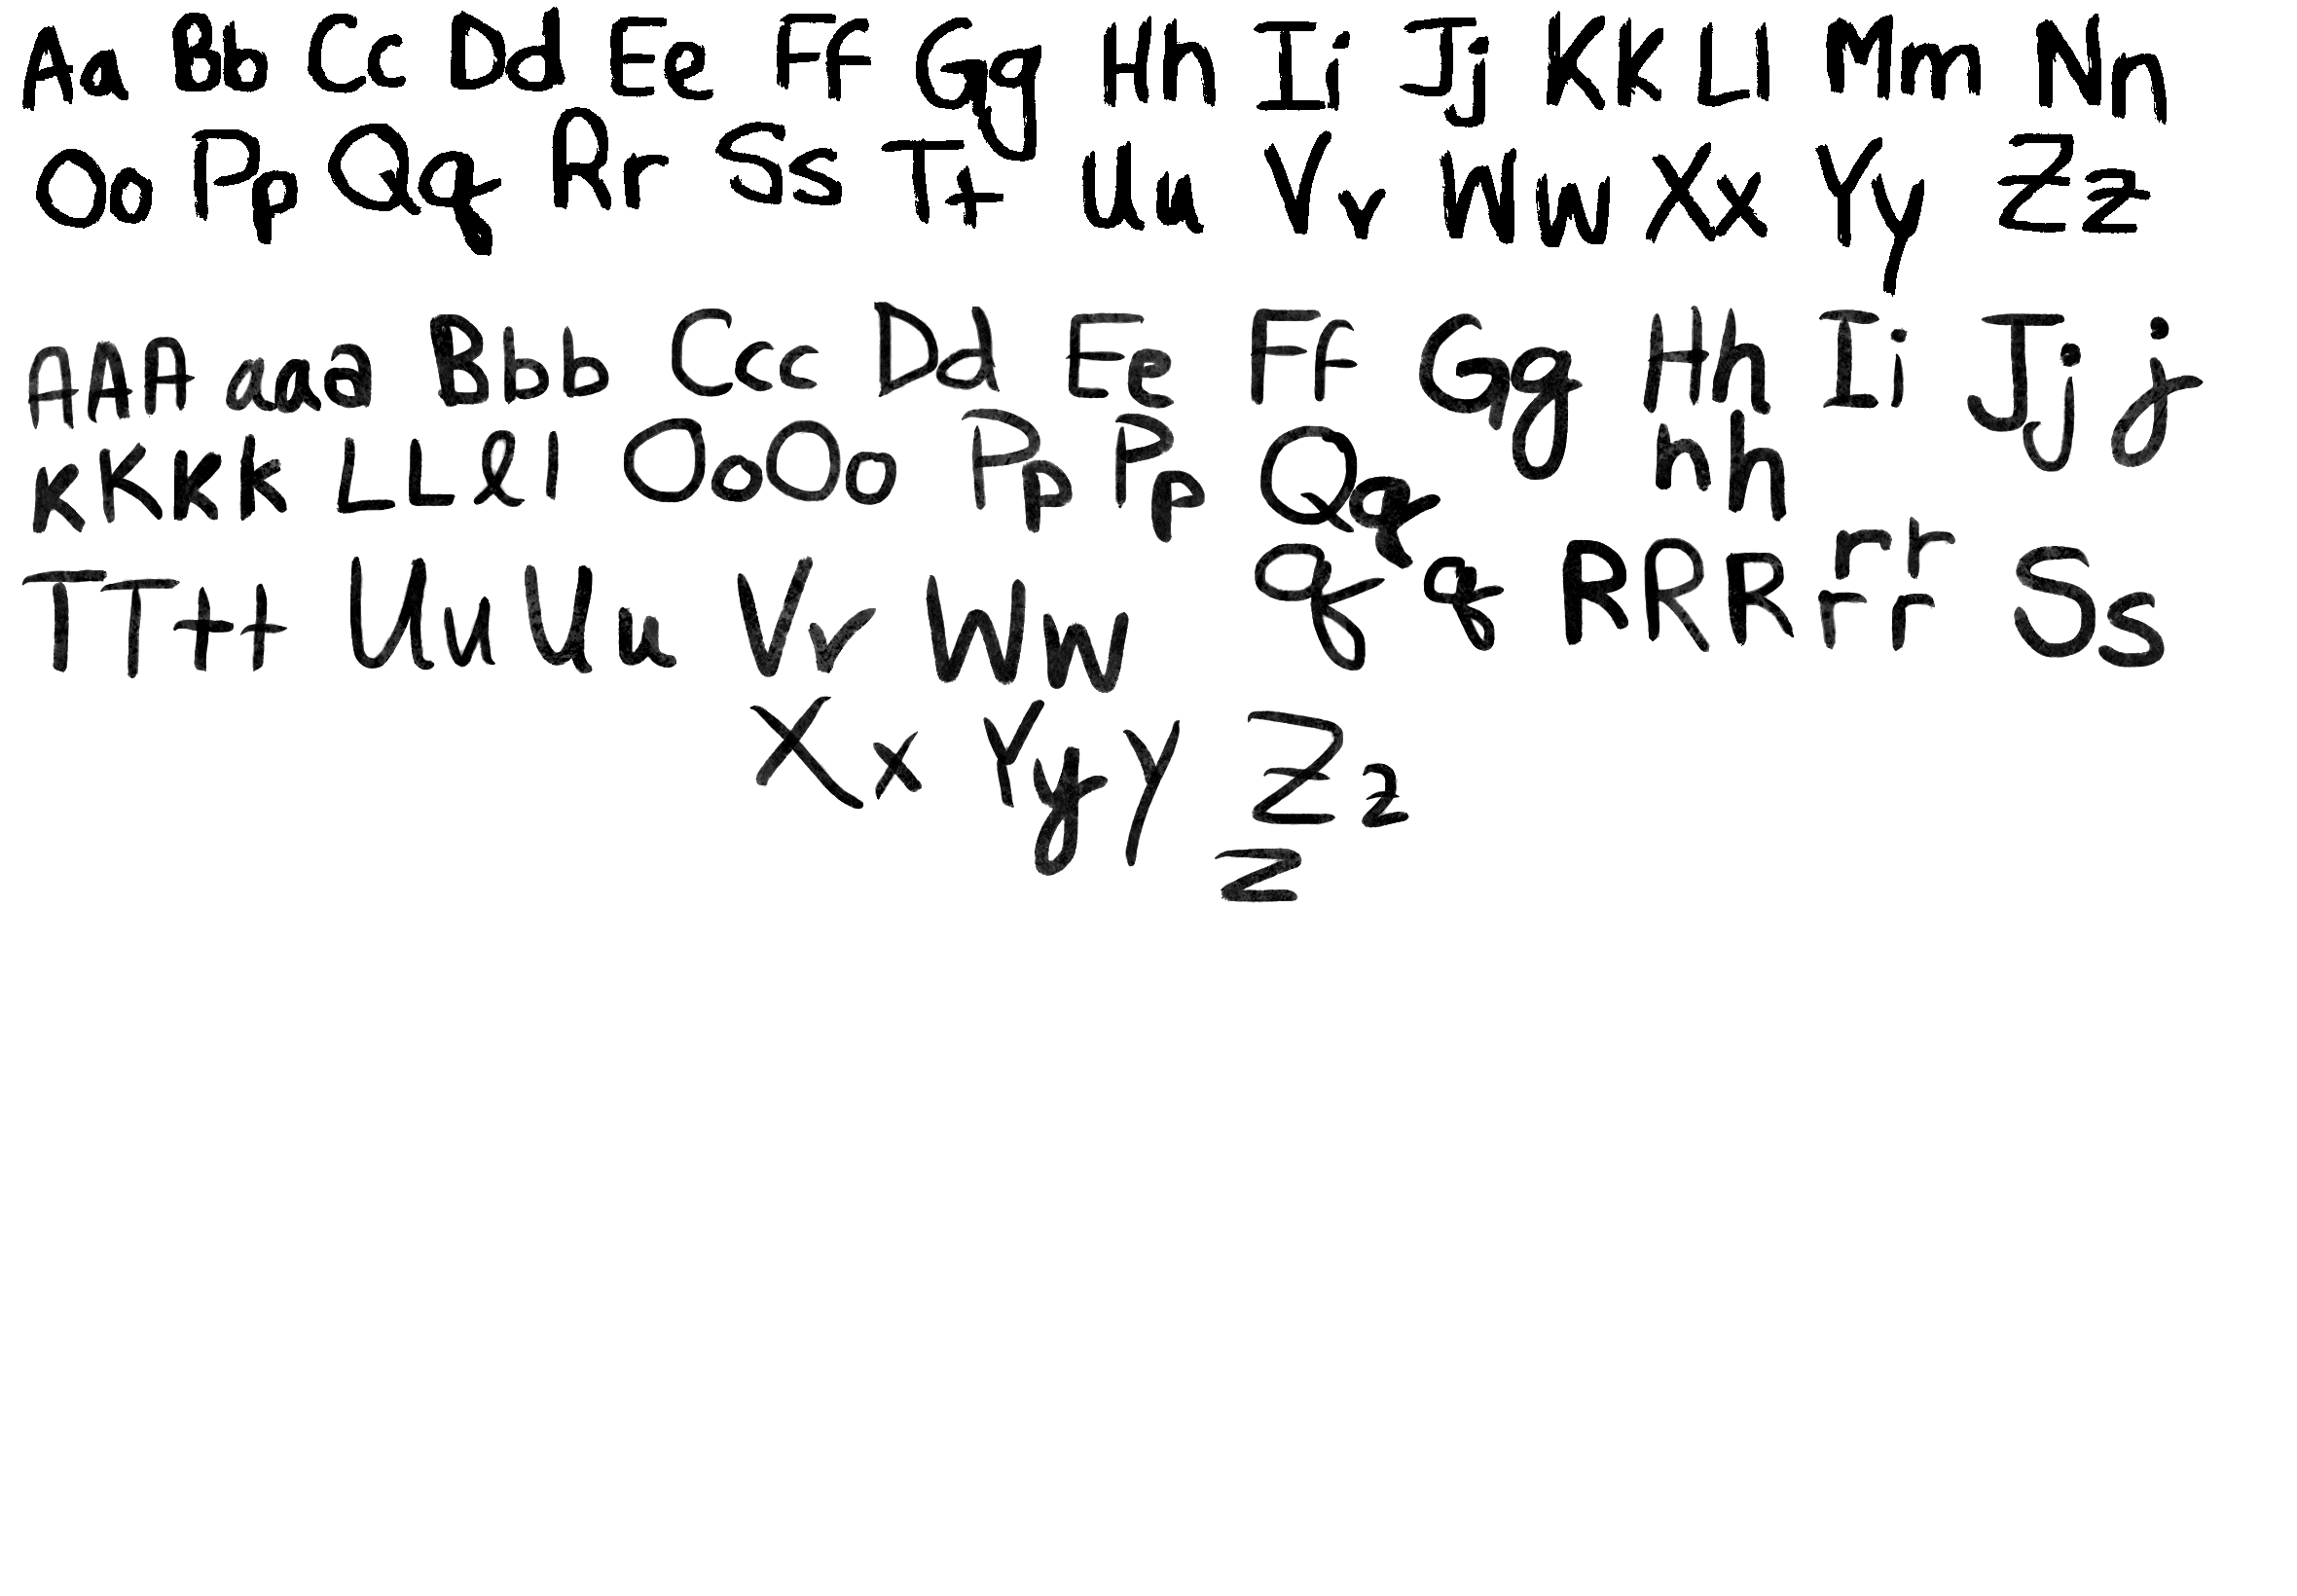 Aa Bb Cc Dd Ee Ff Gg Hh Ii Jj Kk Ll Mm Nn
Oo Pp Qq Rr Ss Tt Uu Vv Ww Xx Yy Zz
AAA aaa Bbb Ccc Dd Ee Ff Gg Hh Ii Jj j
KKKk LLll OoOo Pp Pp Qq hh
TTtt UuUu Vv Ww q q RRR rr Ss
rr
Xx Yyy Zz
z